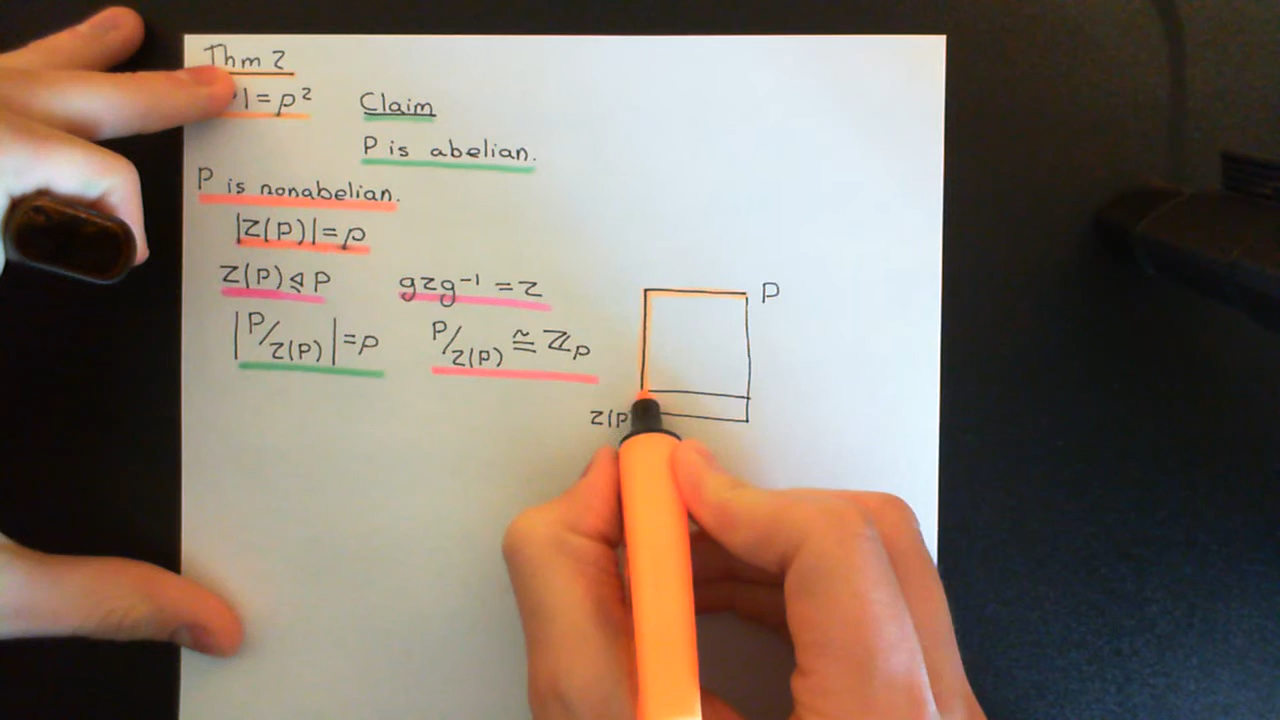 Thm 2
| = p²
Claim
P is abelian.
P is nonabelian.
|Z(P)| = p
Z(P) ⊴ P
gzg⁻¹ = z
|P/Z(P)| = p
P/Z(P) ≅ ℤp
P
Z(P